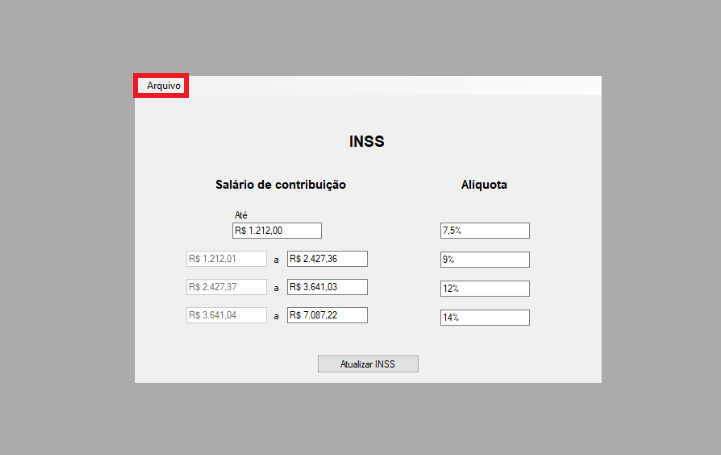 Arquivo
INSS
Salário de contribuição Alíquota
Até
R$ 1.212,00 7,5%
R$ 1.212,01 a R$ 2.427,36 9%
R$ 2.427,37 a R$ 3.641,03 12%
R$ 3.641,04 a R$ 7.087,22 14%
Atualizar INSS